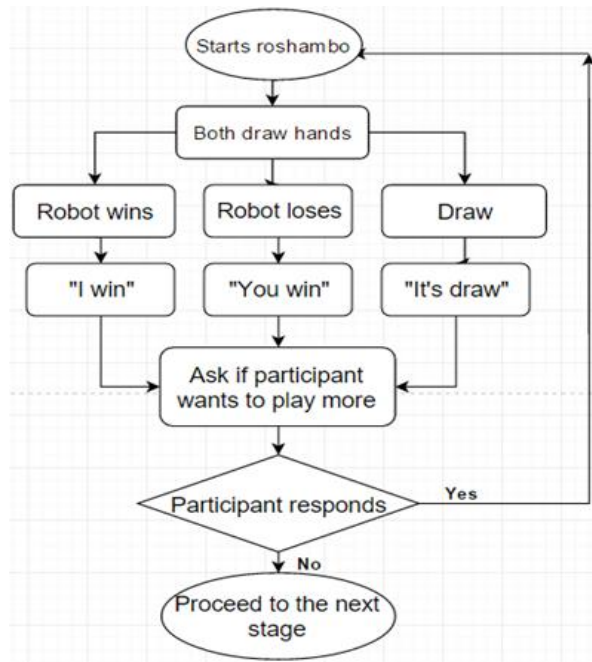 Starts roshambo
Both draw hands
Robot wins
Robot loses
Draw
"I win"
"You win"
"It's draw"
Ask if participant
wants to play more
Participant responds
Yes
No
Proceed to the next
stage